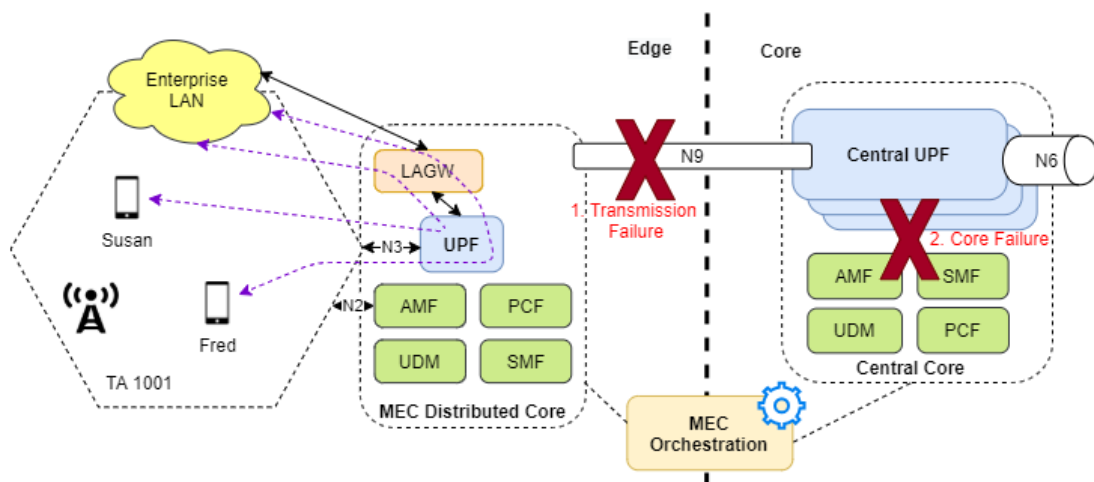 Edge
Core
Enterprise
LAN
LAGW
N9
Central UPF
N6
1. Transmission
Failure
2. Core Failure
Susan
N3
UPF
AMF
SMF
N2
AMF
PCF
Fred
UDM
PCF
UDM
SMF
TA 1001
Central Core
MEC Distributed Core
MEC
Orchestration